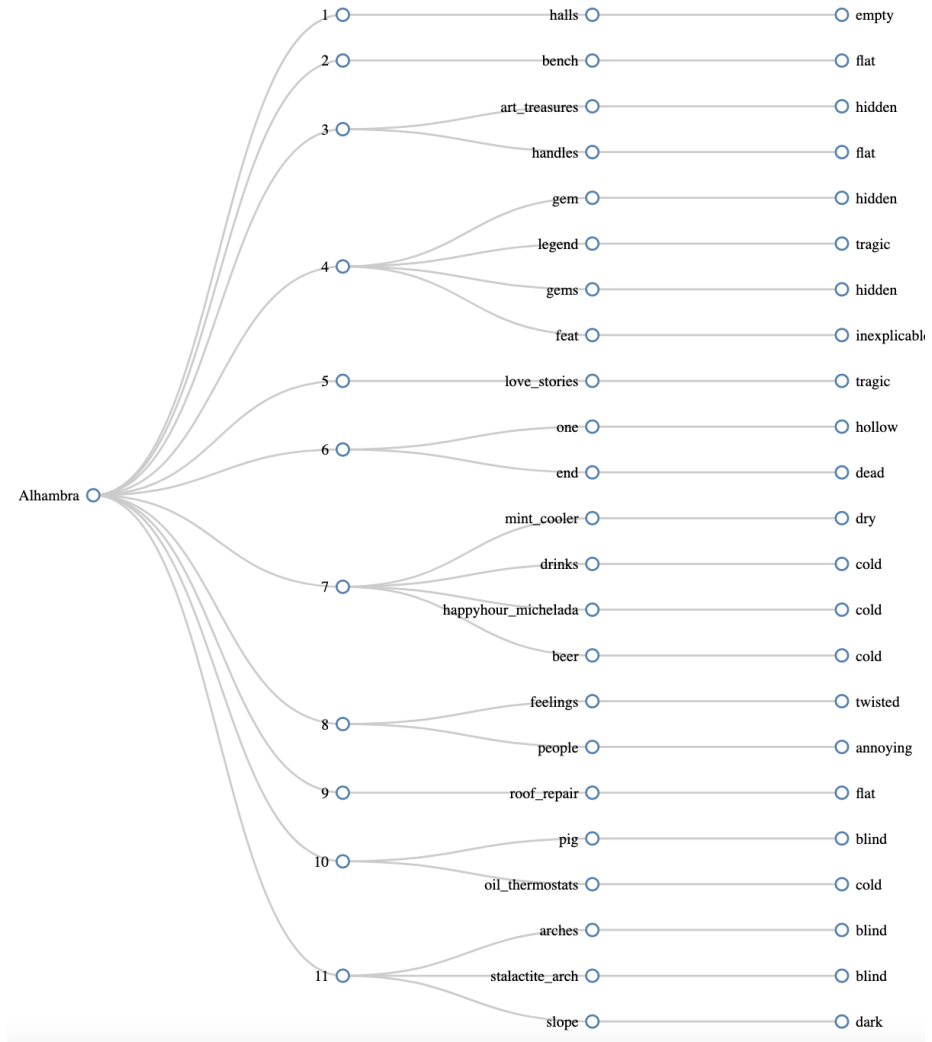 1 halls empty
2 bench flat
art_treasures hidden
3
handles flat
gem hidden
legend tragic
4
gems hidden
feat inexplicabl
5 love_stories tragic
one hollow
6
end dead
Alhambra
mint_cooler dry
drinks cold
7
happyhour_michelada cold
beer cold
feelings twisted
8
people annoying
9 roof_repair flat
pig blind
10
oil_thermostats cold
arches blind
11 stalactite_arch blind
slope dark